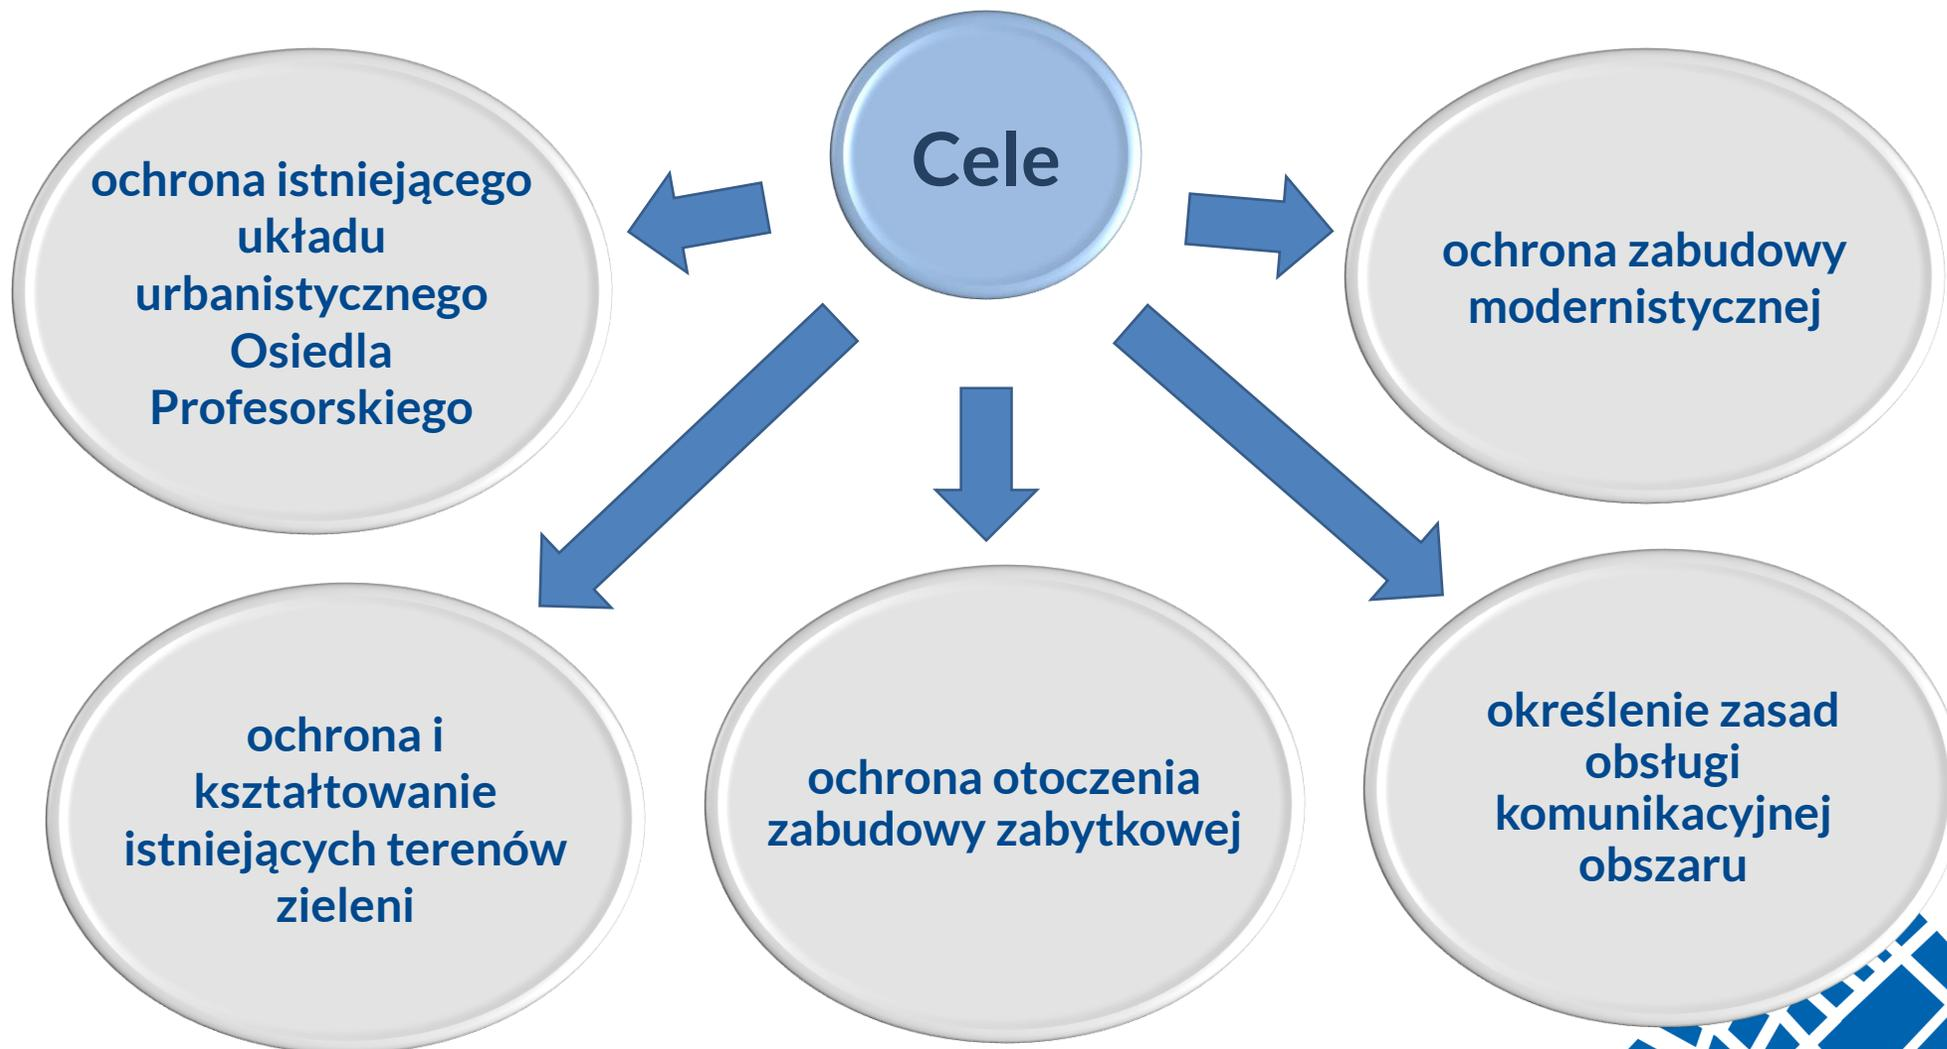 Cele
ochrona istniejącego
układu
urbanistycznego
Osiedla
Profesorskiego
ochrona zabudowy
modernistycznej
ochrona i
kształtowanie
istniejących terenów
zieleni
ochrona otoczenia
zabudowy zabytkowej
określenie zasad
obsługi
komunikacyjnej
obszaru